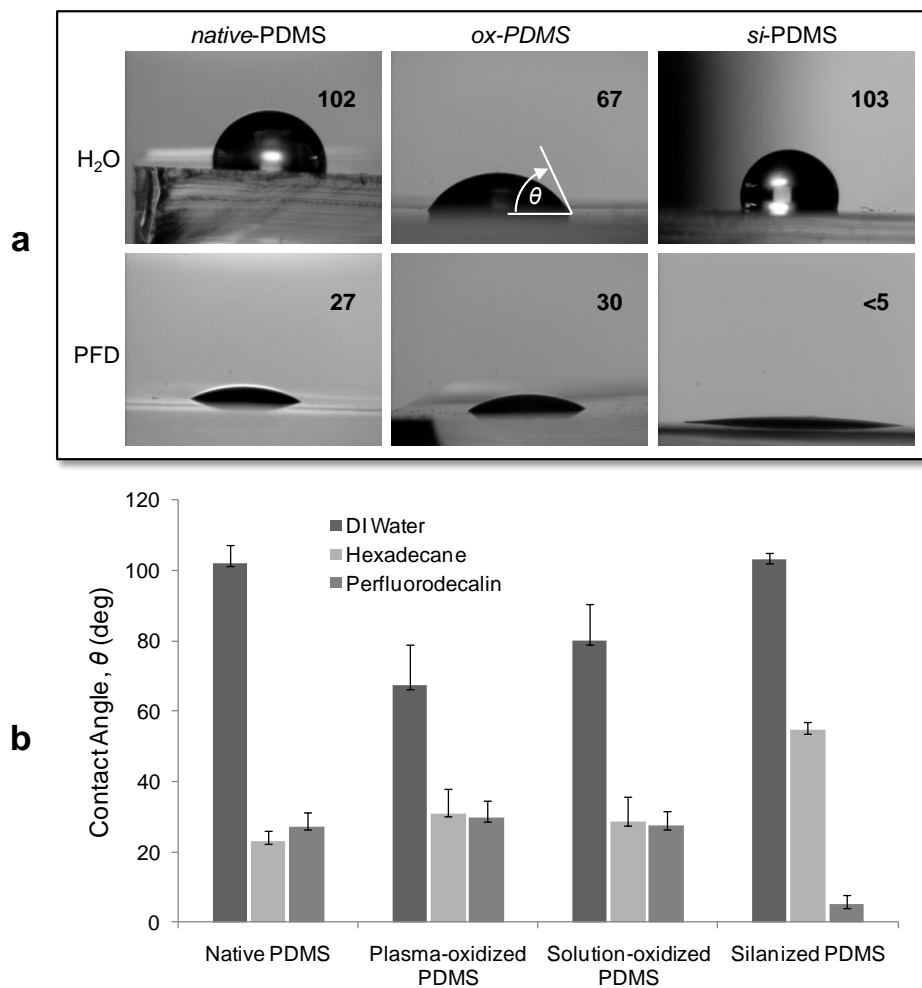 native-PDMS ox-PDMS si-PDMS
H₂O 102 67 103
θ
a
PFD 27 30 <5
b
Contact Angle, θ (deg)
120
100
80
60
40
20
0
DI Water
Hexadecane
Perfluorodecalin
Native PDMS Plasma-oxidized Solution-oxidized Silanized PDMS
PDMS PDMS